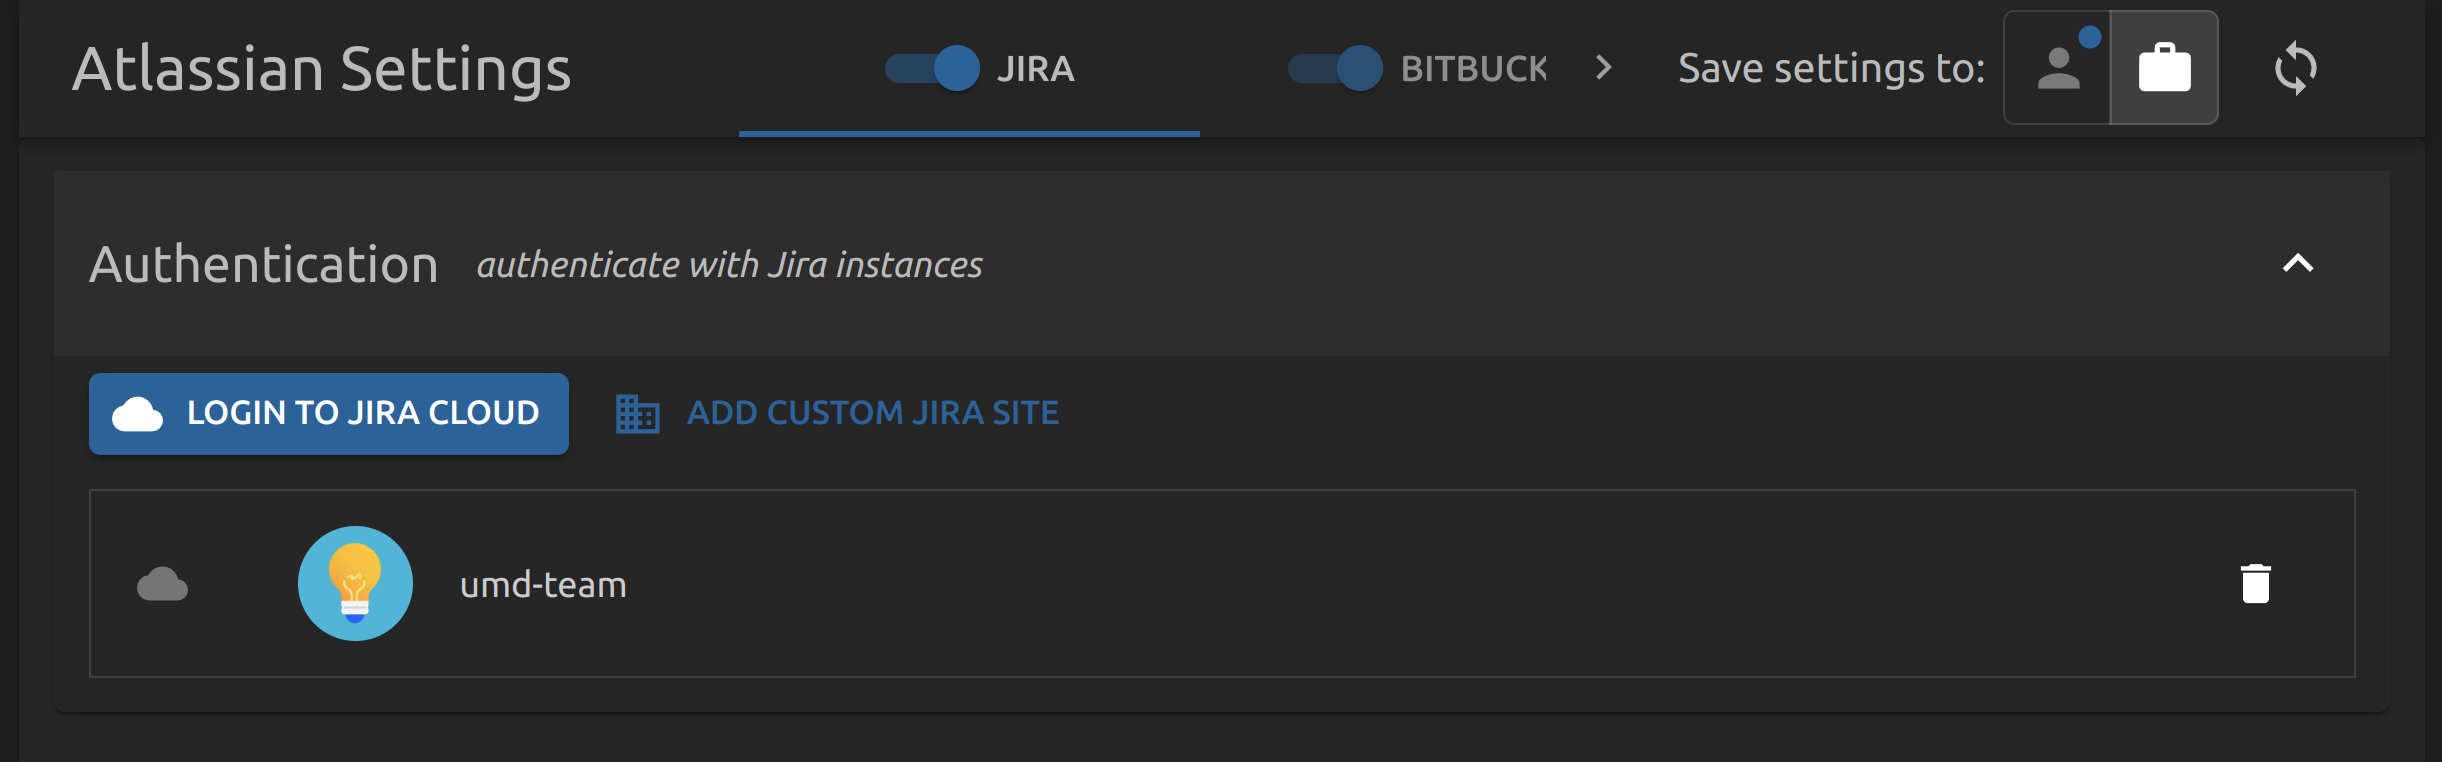 Atlassian Settings
JIRA
BITBUCK
Save settings to:
Authentication authenticate with Jira instances
LOGIN TO JIRA CLOUD
ADD CUSTOM JIRA SITE
umd-team